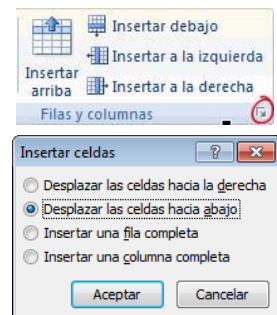 Insertar debajo
Insertar a la izquierda
Insertar arriba
Insertar a la derecha
Filas y columnas
Insertar celdas
Desplazar las celdas hacia la derecha
Desplazar las celdas hacia abajo
Insertar una fila completa
Insertar una columna completa
Aceptar Cancelar